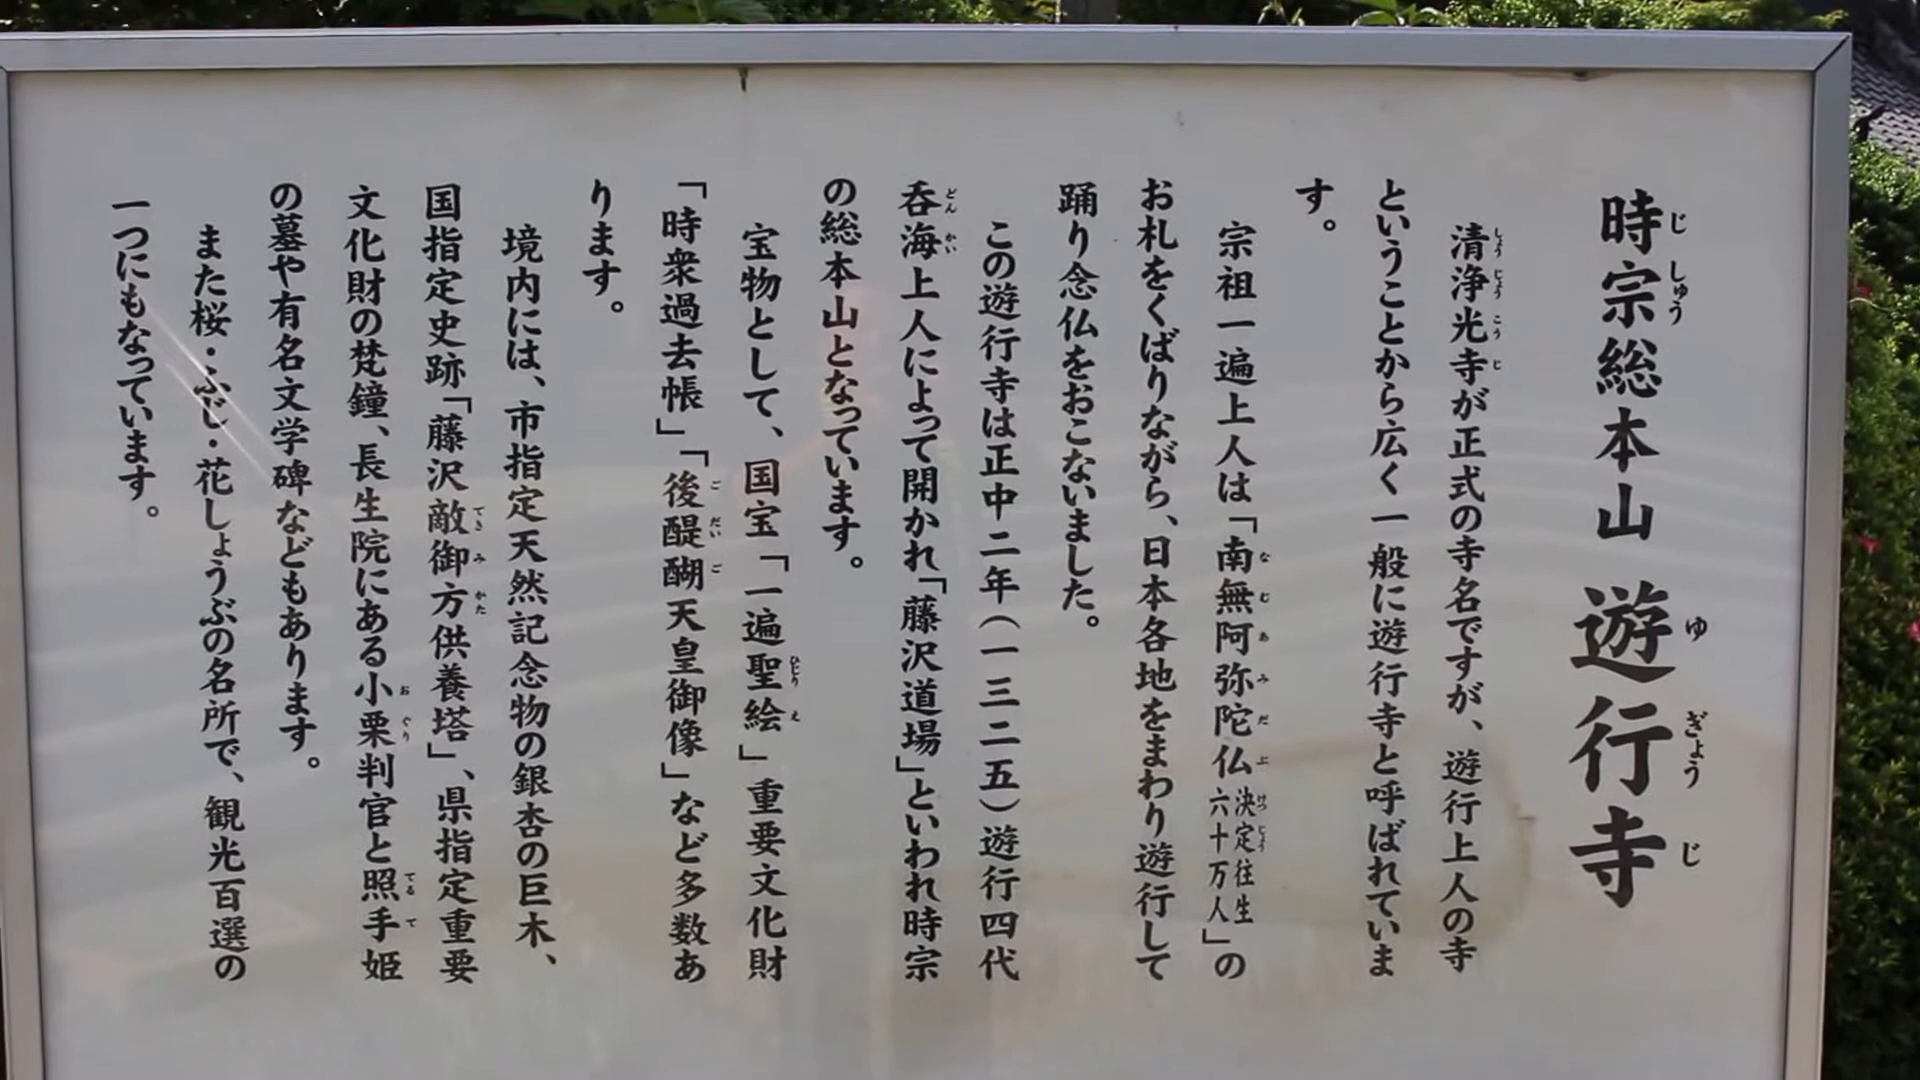 時宗総本山 遊行寺
清浄光寺が正式の寺名ですが、遊行上人の寺
ということから広く一般に遊行寺と呼ばれていま
す。
宗祖一遍上人は「南無阿弥陀仏決定往生六十万人」の
お札をくばりながら、日本各地をまわり遊行して
踊り念仏をおこないました。
この遊行寺は正中二年(一三二五)遊行四代
呑海上人によって開かれ「藤沢道場」といわれ時宗
の総本山となっています。
宝物として、国宝「一遍聖絵」重要文化財
「時衆過去帳」「後醍醐天皇御像」など多数あ
ります。
境内には、市指定天然記念物の銀杏の巨木、
国指定史跡「藤沢敵御方供養塔」、県指定重要
文化財の梵鐘、長生院にある小栗判官と照手姫
の墓や有名文学碑などもあります。
また桜・ふじ・花しょうぶの名所で、観光百選の
一つにもなっています。